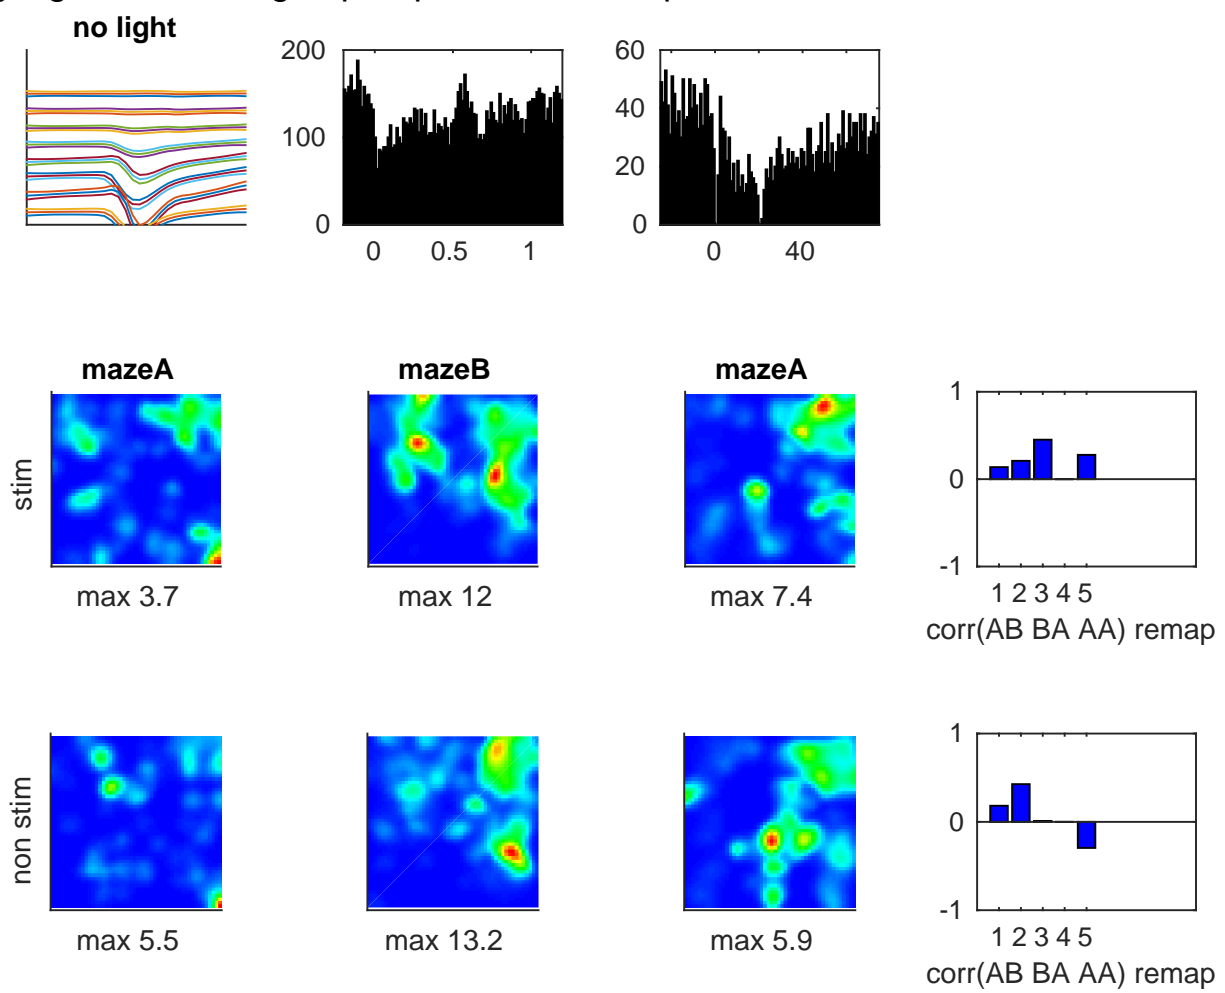 no light
200
100
0
0 0.5 1
60
40
20
0
0 40
mazeA mazeB mazeA
stim
max 3.7 max 12 max 7.4
1
0
-1
1 2 3 4 5
corr(AB BA AA) remap
non stim
max 5.5 max 13.2 max 5.9
1
0
-1
1 2 3 4 5
corr(AB BA AA) remap